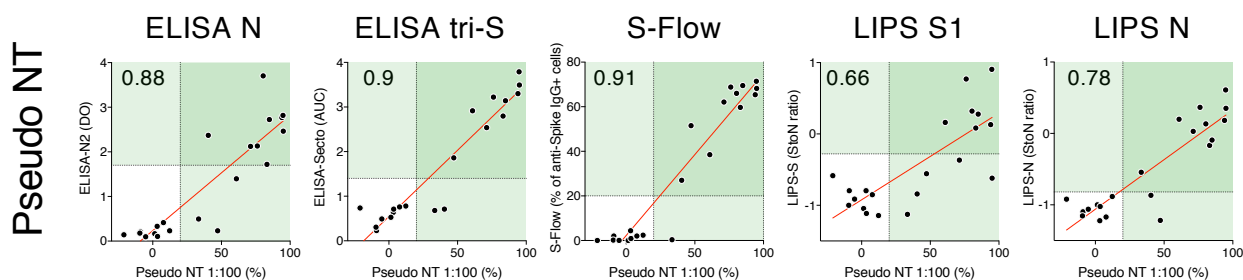 Pseudo NT
ELISA N
0.88
ELISA-N2 (DO)
4
3
2
1
0
0
50
100
Pseudo NT 1:100 (%)
ELISA tri-S
0.9
ELISA-Secto (AUC)
4
3
2
1
0
0
50
100
Pseudo NT 1:100 (%)
S-Flow
0.91
S-Flow (% of anti-Spike IgG+ cells)
80
60
40
20
0
0
50
100
Pseudo NT 1:100 (%)
LIPS S1
0.66
LIPS-S (StoN ratio)
1
0
-1
0
50
100
Pseudo NT 1:100 (%)
LIPS N
0.78
LIPS-N (StoN ratio)
1
0
-1
0
50
100
Pseudo NT 1:100 (%)